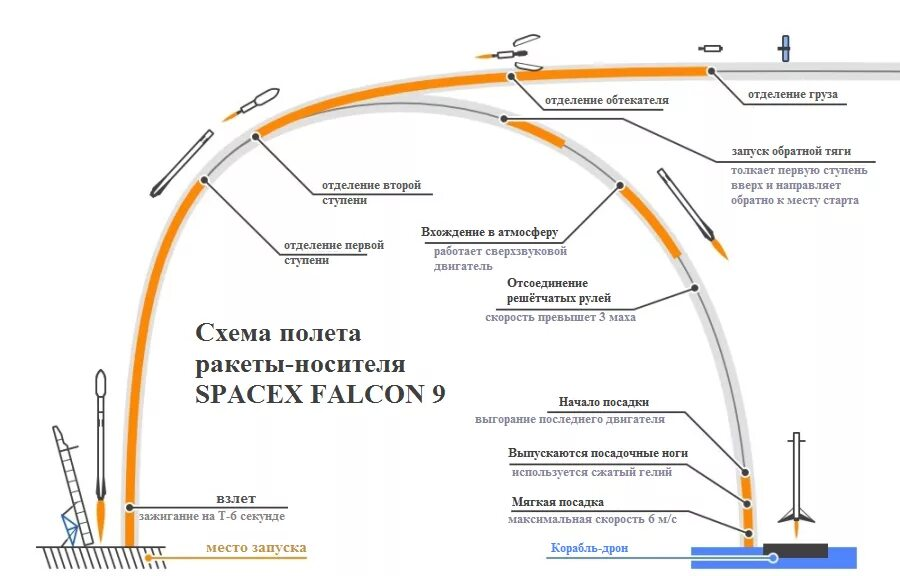 отделение обтекателя
отделение груза
запуск обратной тяги
толкает первую ступень
вверх и направляет
обратно к месту старта
отделение второй
ступени
отделение первой
ступени
Вхождение в атмосферу
работает сверхзвуковой
двигатель
Отсоединение
решётчатых рулей
скорость превышет 3 маха
Схема полета
ракеты-носителя
SPACEX FALCON 9
Начало посадки
выгорание последнего двигателя
Выпускаются посадочные ноги
используется сжатый гелий
Мягкая посадка
максимальная скорость 6 м/с
взлет
зажигание на Т-6 секунде
место запуска
Корабль-дрон